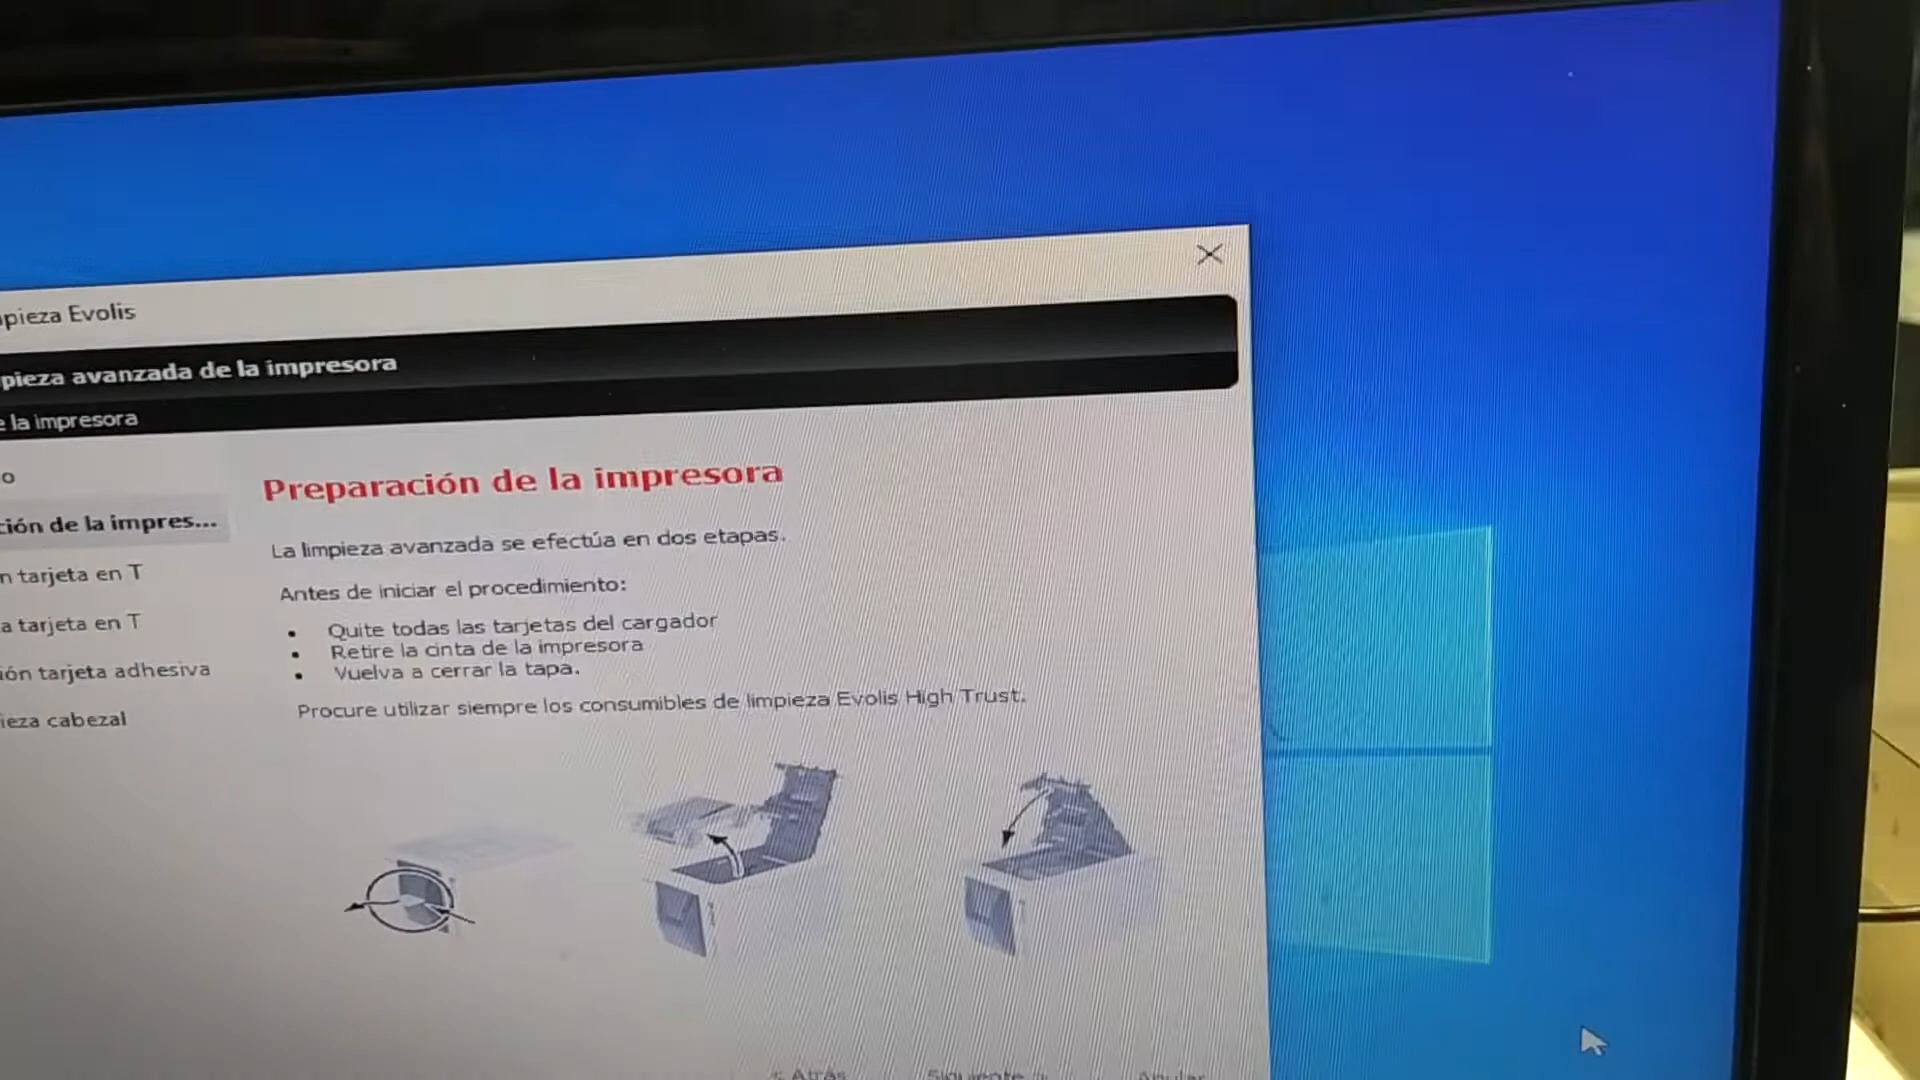 pieza Evolis
pieza avanzada de la impresora
e la impresora
o
ción de la impres...
n tarjeta en T
a tarjeta en T
ión tarjeta adhesiva
ieza cabezal
Preparación de la impresora
La limpieza avanzada se efectúa en dos etapas.
Antes de iniciar el procedimiento:
• Quite todas las tarjetas del cargador
• Retire la cinta de la impresora
• Vuelva a cerrar la tapa.
Procure utilizar siempre los consumibles de limpieza Evolis High Trust.
< Atrás Siguiente > Anular